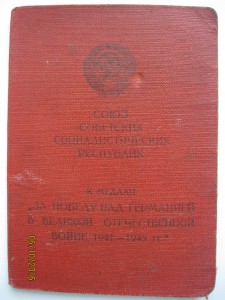 СОЮЗ
СОВЕТСКИХ
СОЦИАЛИСТИЧЕСКИХ
РЕСПУБЛИК
К МЕДАЛИ
„ЗА ПОБЕДУ НАД ГЕРМАНИЕЙ
В ВЕЛИКОЙ ОТЕЧЕСТВЕННОЙ
ВОЙНЕ 1941—1945 гг.“